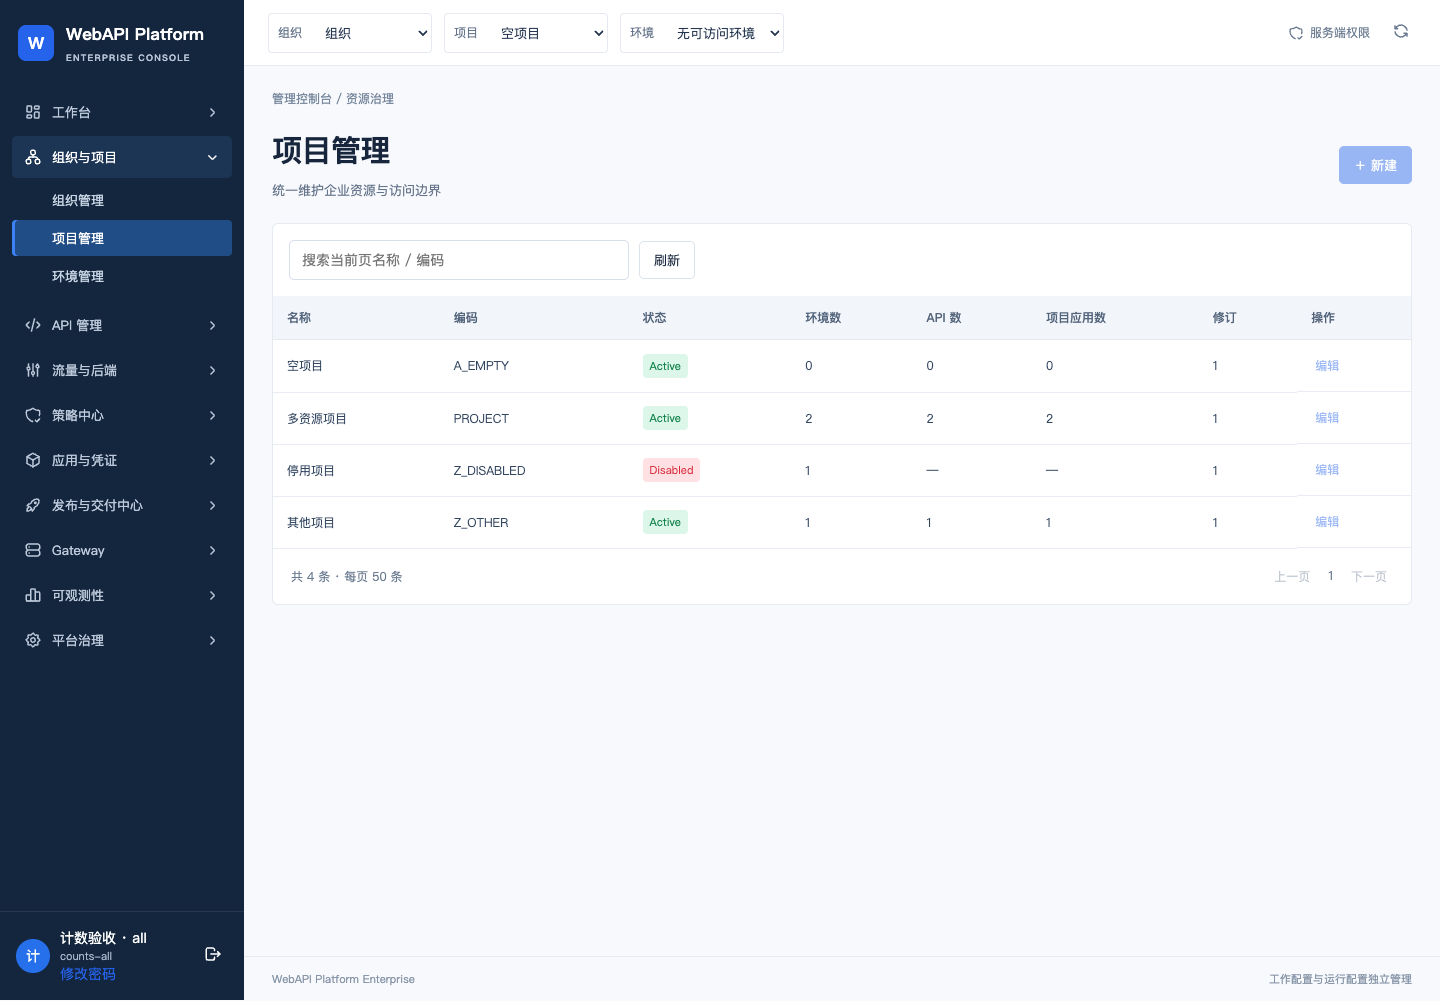 W
WebAPI Platform
ENTERPRISE CONSOLE
工作台
组织与项目
组织管理
项目管理
环境管理
API 管理
流量与后端
策略中心
应用与凭证
发布与交付中心
Gateway
可观测性
平台治理
计
计数验收 · all
counts-all
修改密码
组织 组织 项目 空项目 环境 无可访问环境 服务端权限
管理控制台 / 资源治理
项目管理
统一维护企业资源与访问边界
+ 新建
搜索当前页名称 / 编码 刷新
名称 编码 状态 环境数 API 数 项目应用数 修订 操作
空项目 A_EMPTY Active 0 0 0 1 编辑
多资源项目 PROJECT Active 2 2 2 1 编辑
停用项目 Z_DISABLED Disabled 1 — — 1 编辑
其他项目 Z_OTHER Active 1 1 1 1 编辑
共 4 条 · 每页 50 条 上一页 1 下一页
WebAPI Platform Enterprise 工作配置与运行配置独立管理